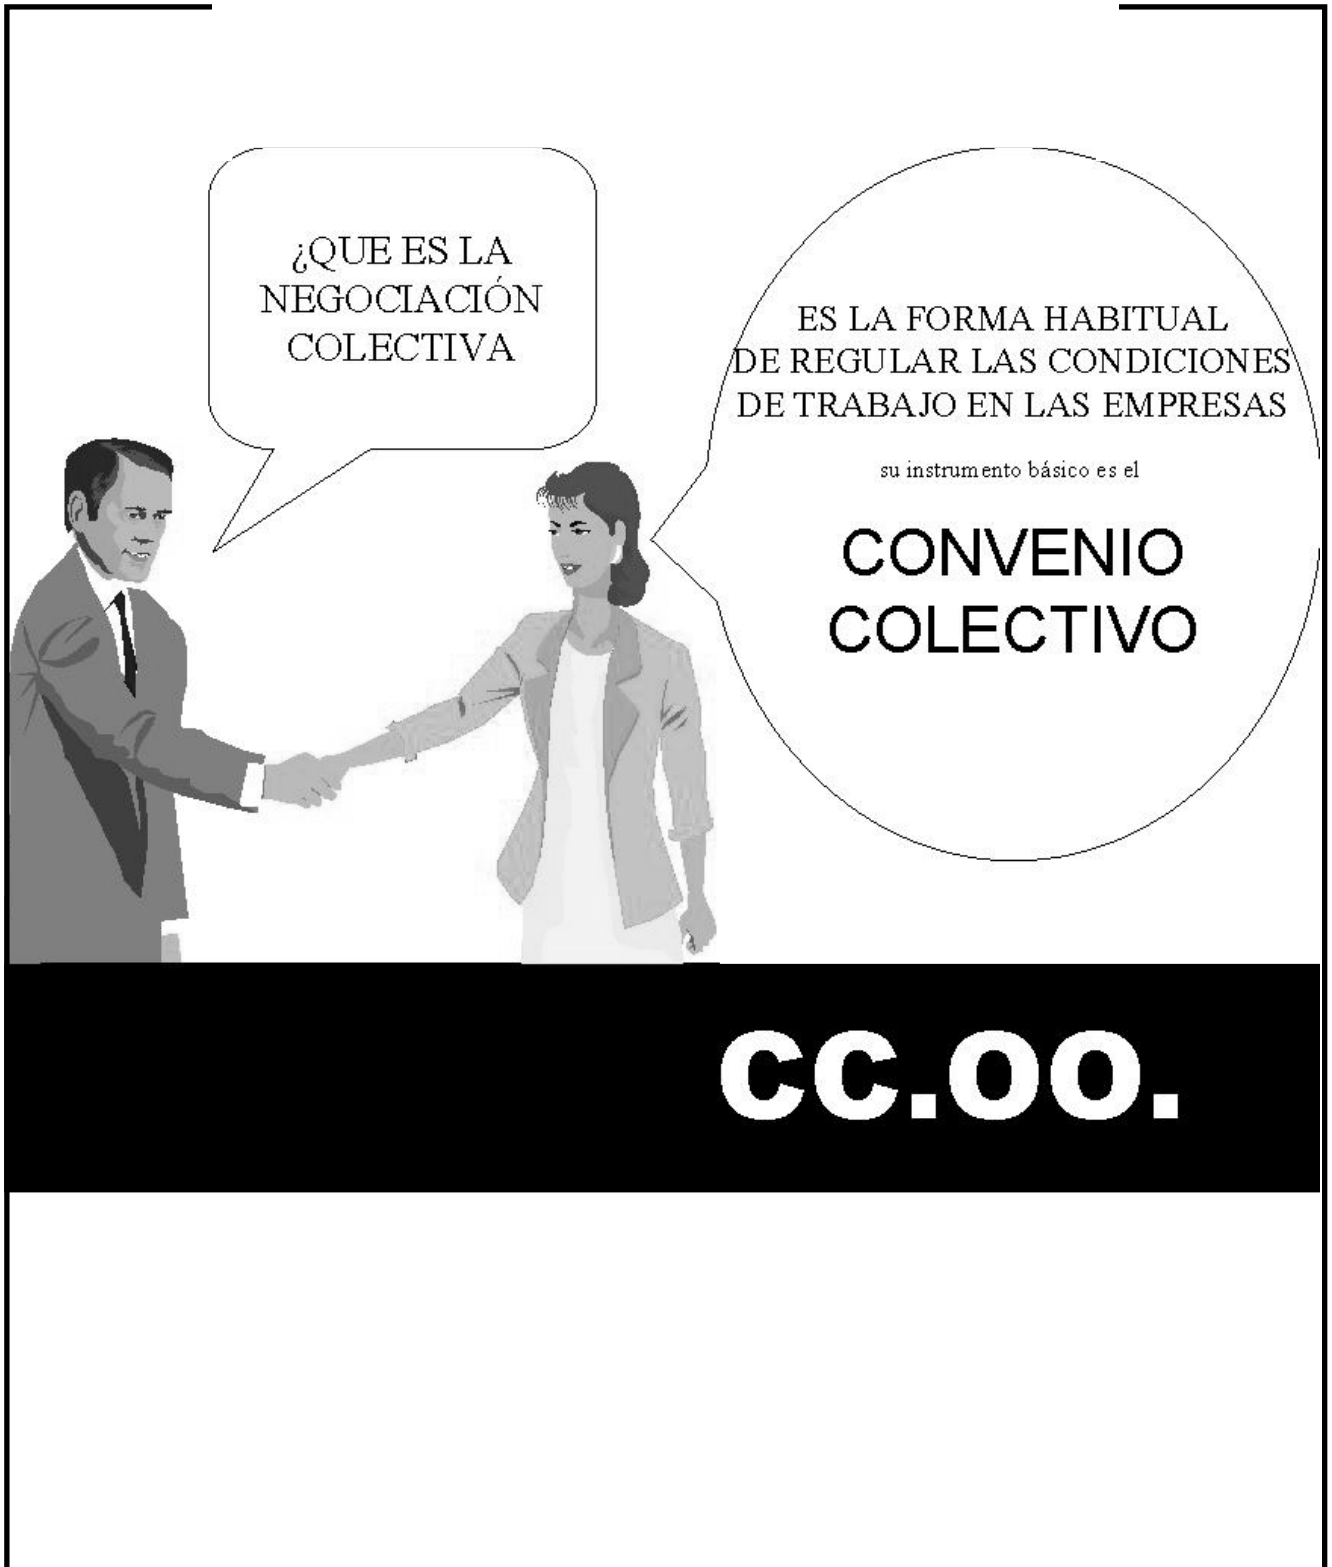 ¿QUE ES LA
NEGOCIACIÓN
COLECTIVA
ES LA FORMA HABITUAL
DE REGULAR LAS CONDICIONES
DE TRABAJO EN LAS EMPRESAS
su instrumento básico es el
CONVENIO
COLECTIVO
cc.oo.